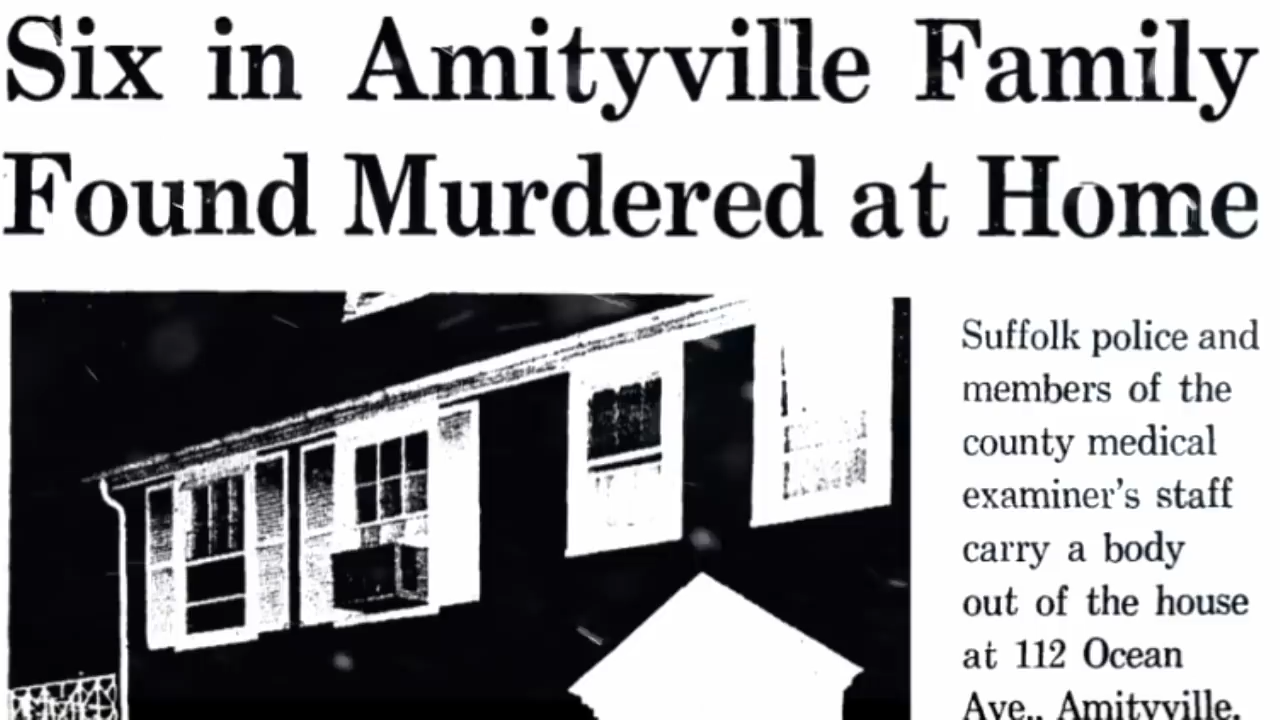 Six in Amityville Family
Found Murdered at Home
Suffolk police and
members of the
county medical
examiner's staff
carry a body
out of the house
at 112 Ocean
Ave., Amityville,